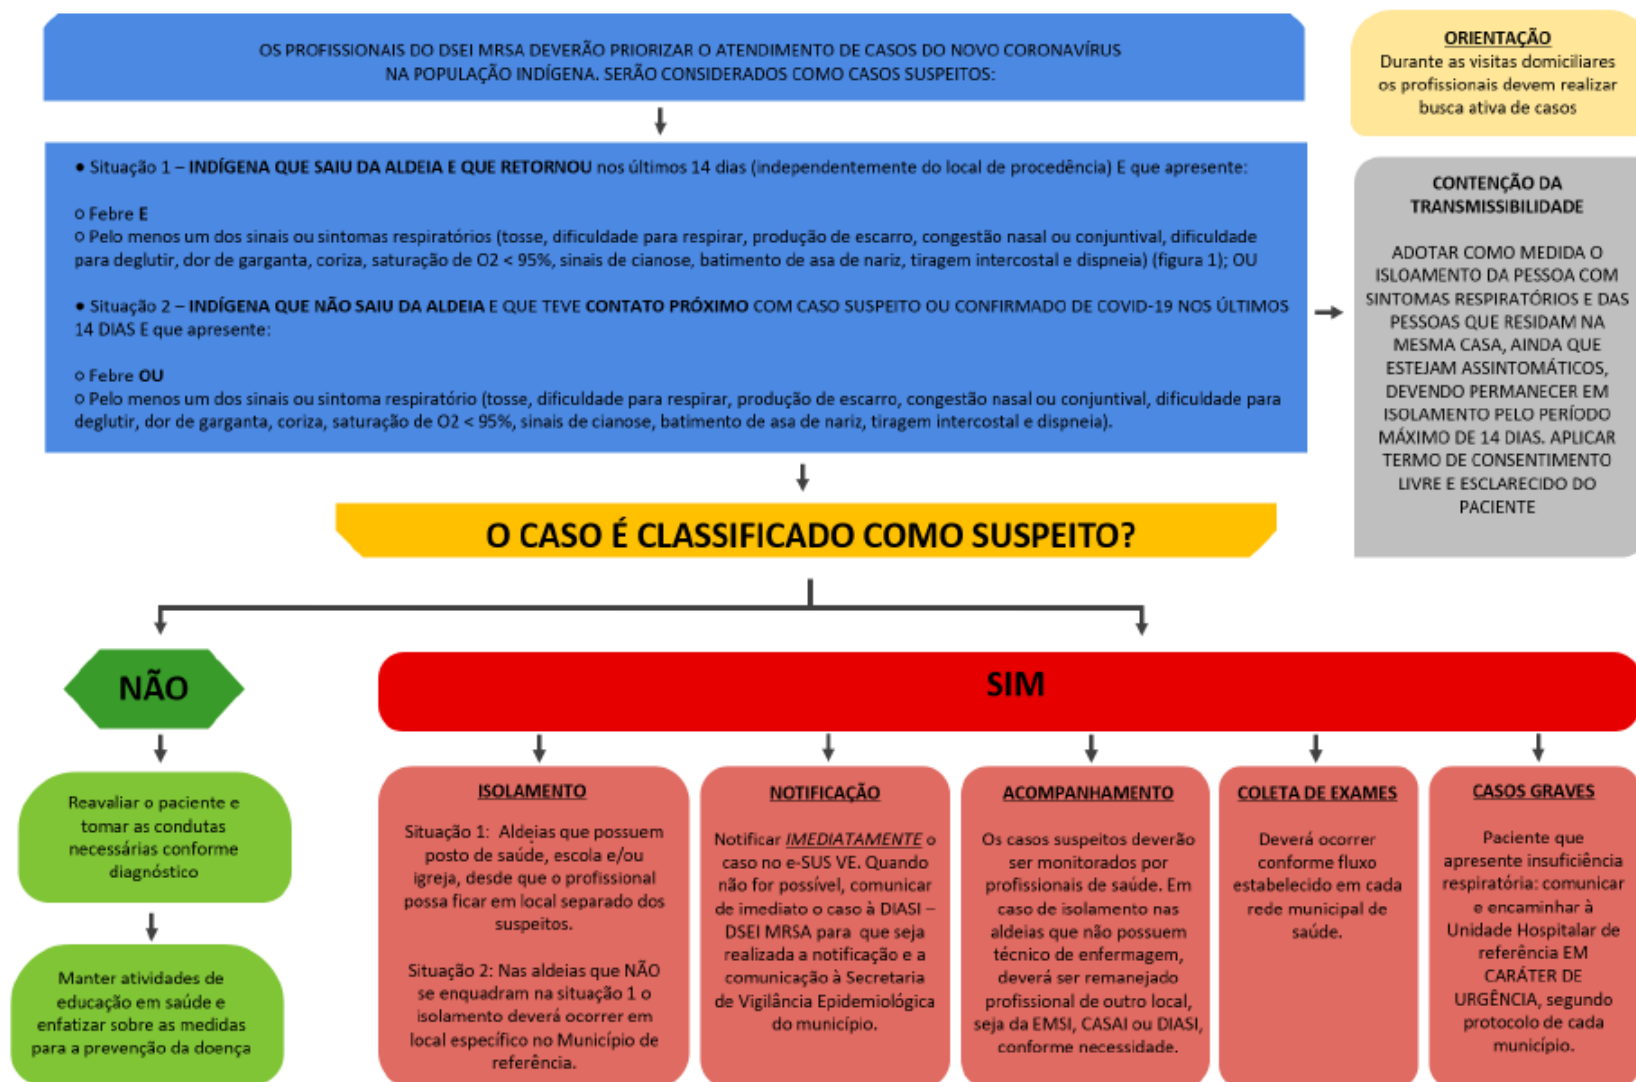 OS PROFISSIONAIS DO DSEI MRSA DEVERÃO PRIORIZAR O ATENDIMENTO DE CASOS DO NOVO CORONAVÍRUS
NA POPULAÇÃO INDÍGENA. SERÃO CONSIDERADOS COMO CASOS SUSPEITOS:
ORIENTAÇÃO
Durante as visitas domiciliares
os profissionais devem realizar
busca ativa de casos
● Situação 1 – INDÍGENA QUE SAIU DA ALDEIA E QUE RETORNOU nos últimos 14 dias (independentemente do local de procedência) E que apresente:
○ Febre E
○ Pelo menos um dos sinais ou sintomas respiratórios (tosse, dificuldade para respirar, produção de escarro, congestão nasal ou conjuntival, dificuldade
para deglutir, dor de garganta, coriza, saturação de O2 < 95%, sinais de cianose, batimento de asa de nariz, tiragem intercostal e dispneia) (figura 1); OU
● Situação 2 – INDÍGENA QUE NÃO SAIU DA ALDEIA E QUE TEVE CONTATO PRÓXIMO COM CASO SUSPEITO OU CONFIRMADO DE COVID-19 NOS ÚLTIMOS
14 DIAS E que apresente:
○ Febre OU
○ Pelo menos um dos sinais ou sintoma respiratório (tosse, dificuldade para respirar, produção de escarro, congestão nasal ou conjuntival, dificuldade para
deglutir, dor de garganta, coriza, saturação de O2 < 95%, sinais de cianose, batimento de asa de nariz, tiragem intercostal e dispneia).
CONTENÇÃO DA
TRANSMISSIBILIDADE
ADOTAR COMO MEDIDA O
ISLOAMENTO DA PESSOA COM
SINTOMAS RESPIRATÓRIOS E DAS
PESSOAS QUE RESIDAM NA
MESMA CASA, AINDA QUE
ESTEJAM ASSINTOMÁTICOS,
DEVENDO PERMANECER EM
ISOLAMENTO PELO PERÍODO
MÁXIMO DE 14 DIAS. APLICAR
TERMO DE CONSENTIMENTO
LIVRE E ESCLARECIDO DO
PACIENTE
O CASO É CLASSIFICADO COMO SUSPEITO?
NÃO
Reavaliar o paciente e
tomar as condutas
necessárias conforme
diagnóstico
Manter atividades de
educação em saúde e
enfatizar sobre as medidas
para a prevenção da doença
SIM
ISOLAMENTO
Situação 1: Aldeias que possuem
posto de saúde, escola e/ou
igreja, desde que o profissional
possa ficar em local separado dos
suspeitos.
Situação 2: Nas aldeias que NÃO
se enquadram na situação 1 o
isolamento deverá ocorrer em
local específico no Município de
referência.
NOTIFICAÇÃO
Notificar IMEDIATAMENTE o
caso no e-SUS VE. Quando
não for possível, comunicar
de imediato o caso à DIASI –
DSEI MRSA para que seja
realizada a notificação e a
comunicação à Secretaria
de Vigilância Epidemiológica
do município.
ACOMPANHAMENTO
Os casos suspeitos deverão
ser monitorados por
profissionais de saúde. Em
caso de isolamento nas
aldeias que não possuem
técnico de enfermagem,
deverá ser remanejado
profissional de outro local,
seja da EMSI, CASAI ou DIASI,
conforme necessidade.
COLETA DE EXAMES
Deverá ocorrer
conforme fluxo
estabelecido em cada
rede municipal de
saúde.
CASOS GRAVES
Paciente que
apresente insuficiência
respiratória: comunicar
e encaminhar à
Unidade Hospitalar de
referência EM
CARÁTER DE
URGÊNCIA, segundo
protocolo de cada
município.